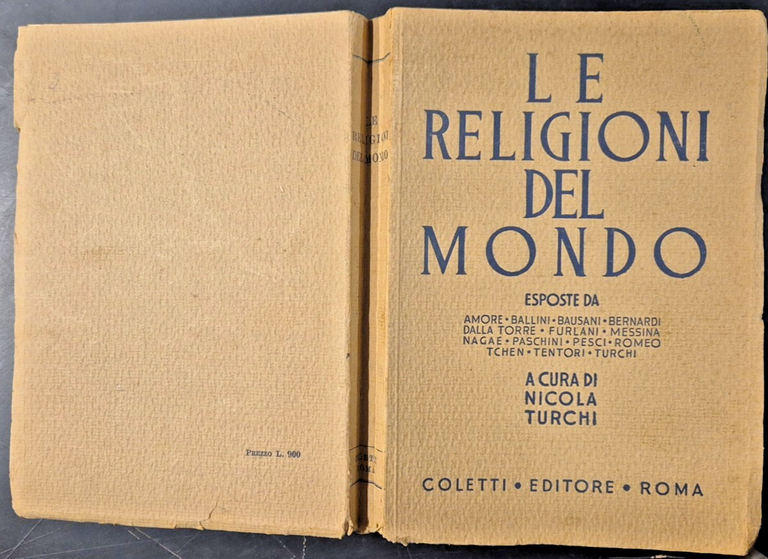 LE
RELIGIONI
DEL
MONDO
ESPOSTE DA
AMORE • BALLINI • BAUSANI • BERNARDI
DALLA TORRE • FURLANI • MESSINA
NAGAE • PASCHINI • PESCI • ROMEO
TCHEN • TENTORI • TURCHI
A CURA DI
NICOLA
TURCHI
COLETTI • EDITORE • ROMA
LE
RELIGIONI
DEL MONDO
ROMA
PREZZO L. 900